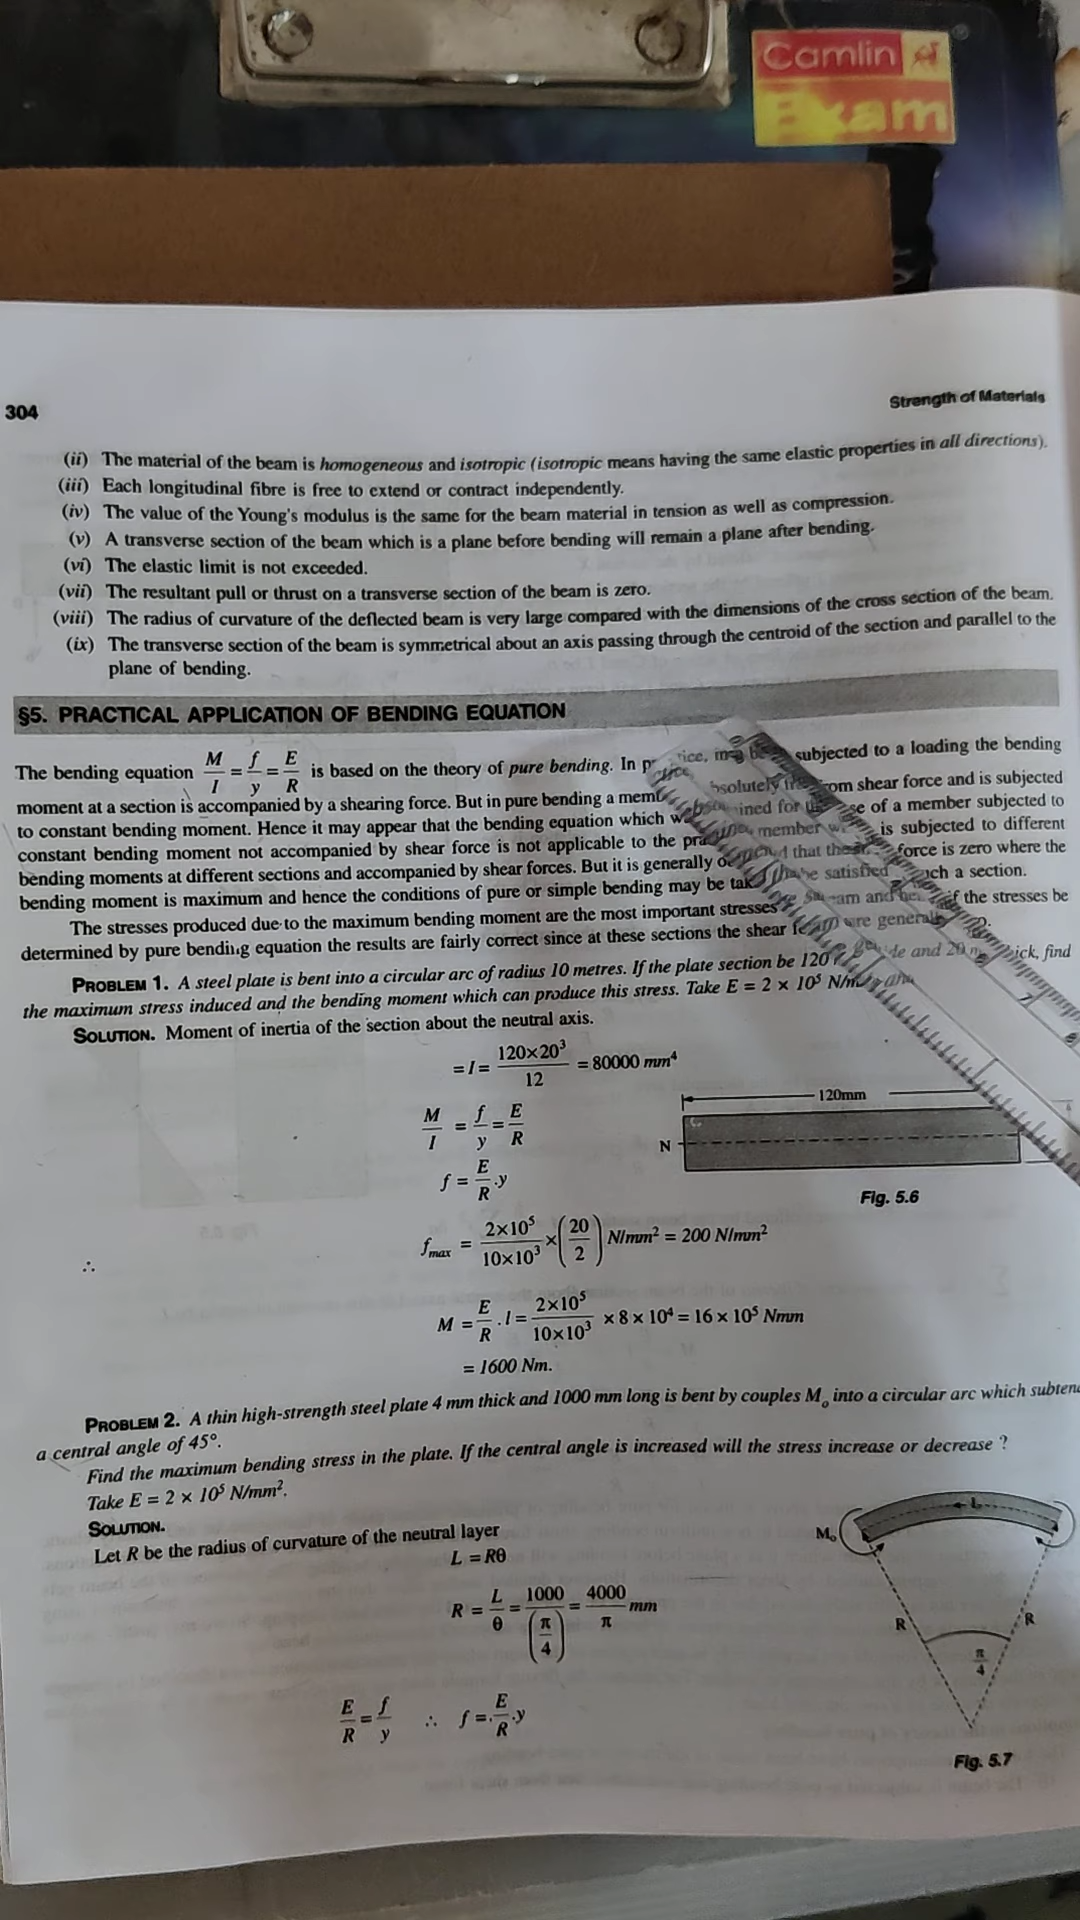 Camlin
Exam
304
Strength of Materials
(ii) The material of the beam is homogeneous and isotropic (isotropic means having the same elastic properties in all directions).
(iii) Each longitudinal fibre is free to extend or contract independently.
(iv) The value of the Young's modulus is the same for the beam material in tension as well as compression.
(v) A transverse section of the beam which is a plane before bending will remain a plane after bending.
(vi) The elastic limit is not exceeded.
(vii) The resultant pull or thrust on a transverse section of the beam is zero.
(viii) The radius of curvature of the deflected beam is very large compared with the dimensions of the cross section of the beam.
(ix) The transverse section of the beam is symmetrical about an axis passing through the centroid of the section and parallel to the
plane of bending.
§5. PRACTICAL APPLICATION OF BENDING EQUATION
The bending equation M/I = f/y = E/R is based on the theory of pure bending. In subjected to a loading the bending
moment at a section is accompanied by a shearing force. But in pure bending a from shear force and is subjected
to constant bending moment. Hence it may appear that the bending equation which of a member subjected to
constant bending moment not accompanied by shear force is not applicable to the member is subjected to different
bending moments at different sections and accompanied by shear forces. But it is generally that the force is zero where the
bending moment is maximum and hence the conditions of pure or simple bending may be satisfied such a section.
The stresses produced due to the maximum bending moment are the most important stresses and if the stresses be
determined by pure bending equation the results are fairly correct since at these sections the shear are
PROBLEM 1. A steel plate is bent into a circular arc of radius 10 metres. If the plate section be 120 and 20 thick, find
the maximum stress induced and the bending moment which can produce this stress. Take E = 2 × 10⁵
SOLUTION. Moment of inertia of the section about the neutral axis.
= I = 120×20³/12 = 80000 mm⁴
M/I = f/y = E/R
120mm
f = E/R .y
N
Fig. 5.6
∴ fmax = 2×10⁵/10×10³ × (20/2) N/mm² = 200 N/mm²
M = E/R . I = 2×10⁵/10×10³ × 8 × 10⁴ = 16 × 10⁵ Nmm
= 1600 Nm.
PROBLEM 2. A thin high-strength steel plate 4 mm thick and 1000 mm long is bent by couples Mₒ into a circular arc which
a central angle of 45°.
Find the maximum bending stress in the plate. If the central angle is increased will the stress increase or decrease ?
Take E = 2 × 10⁵ N/mm².
SOLUTION.
Let R be the radius of curvature of the neutral layer
L = Rθ
R = L/θ = 1000/(π/4) = 4000/π mm
E/R = f/y ∴ f = E/R .y
L
Mₒ
R
R
π/4
Fig. 5.7